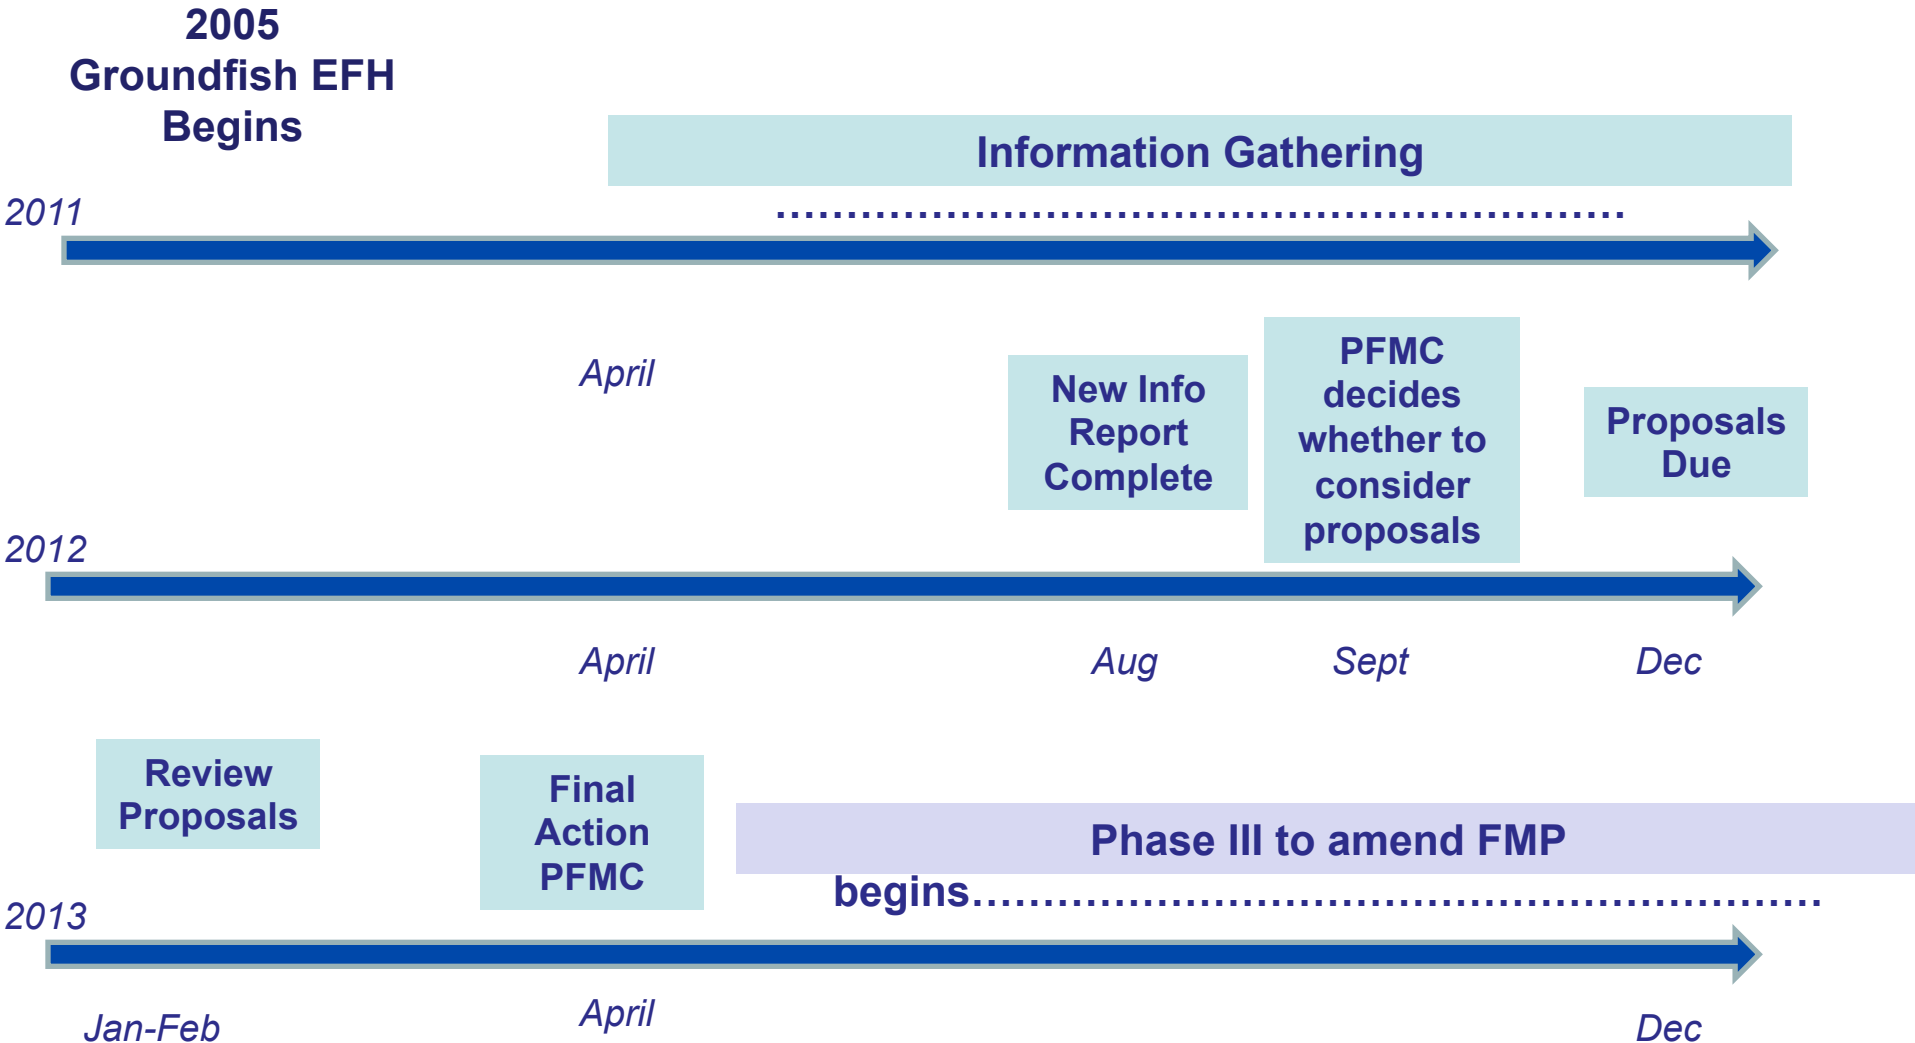 2005
Groundfish EFH
Begins
Information Gathering
2011
............................................................
April
New Info
Report
Complete
PFMC
decides
whether to
consider
proposals
Proposals
Due
2012
April
Aug
Sept
Dec
Review
Proposals
Final
Action
PFMC
Phase III to amend FMP
begins............................................................
2013
Jan-Feb
April
Dec